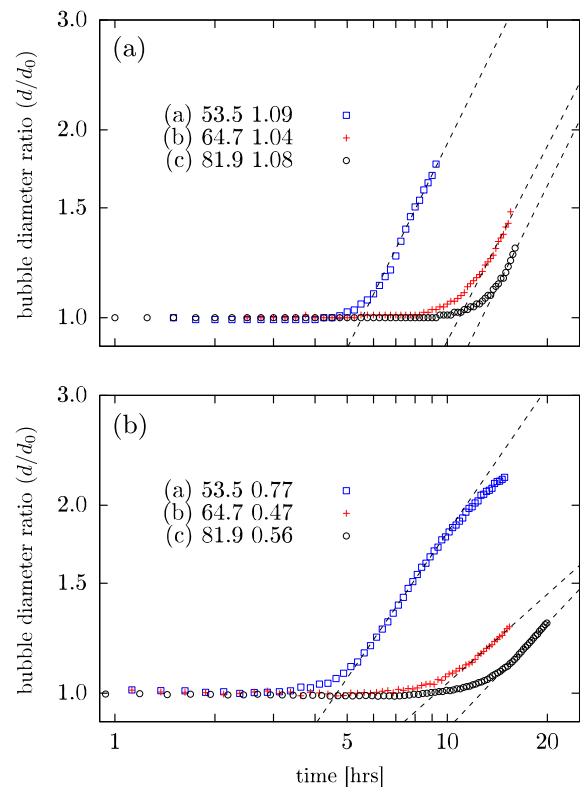 3.0
(a)
2.0
(a) 53.5 1.09
(b) 64.7 1.04
(c) 81.9 1.08
1.5
1.0
bubble diameter ratio (d/d0)
3.0
(b)
2.0
(a) 53.5 0.77
(b) 64.7 0.47
(c) 81.9 0.56
1.5
1.0
bubble diameter ratio (d/d0)
1 5 10 20
time [hrs]